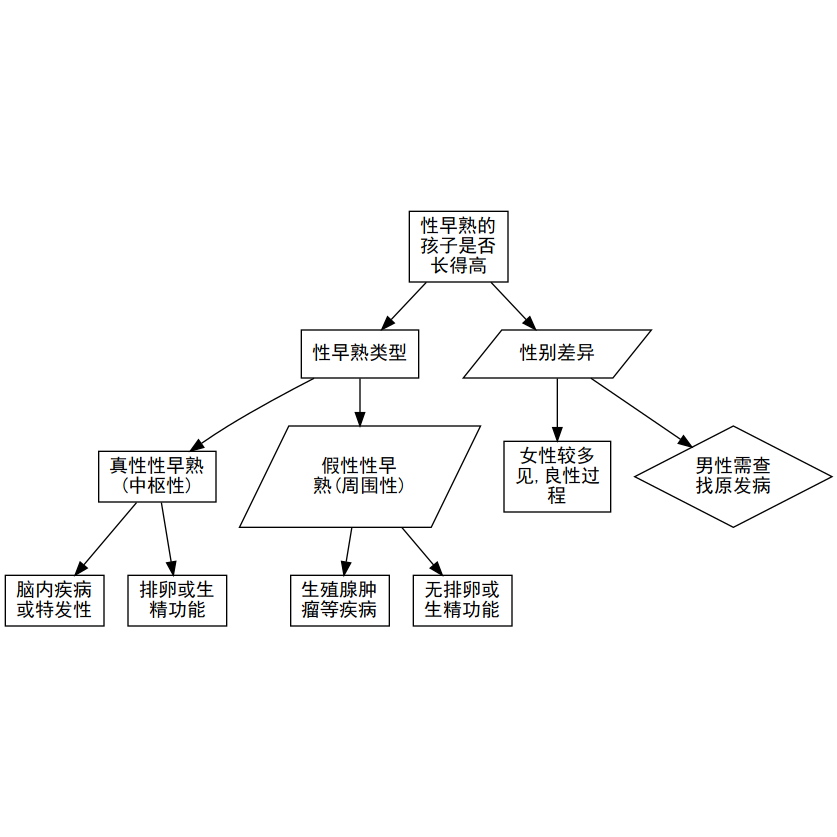 性早熟的
孩子是否
长得高
性早熟类型
性别差异
真性性早熟
(中枢性)
假性性早
熟(周围性)
女性较多
见,良性过
程
男性需查
找原发病
脑内疾病
或特发性
排卵或生
精功能
生殖腺肿
瘤等疾病
无排卵或
生精功能